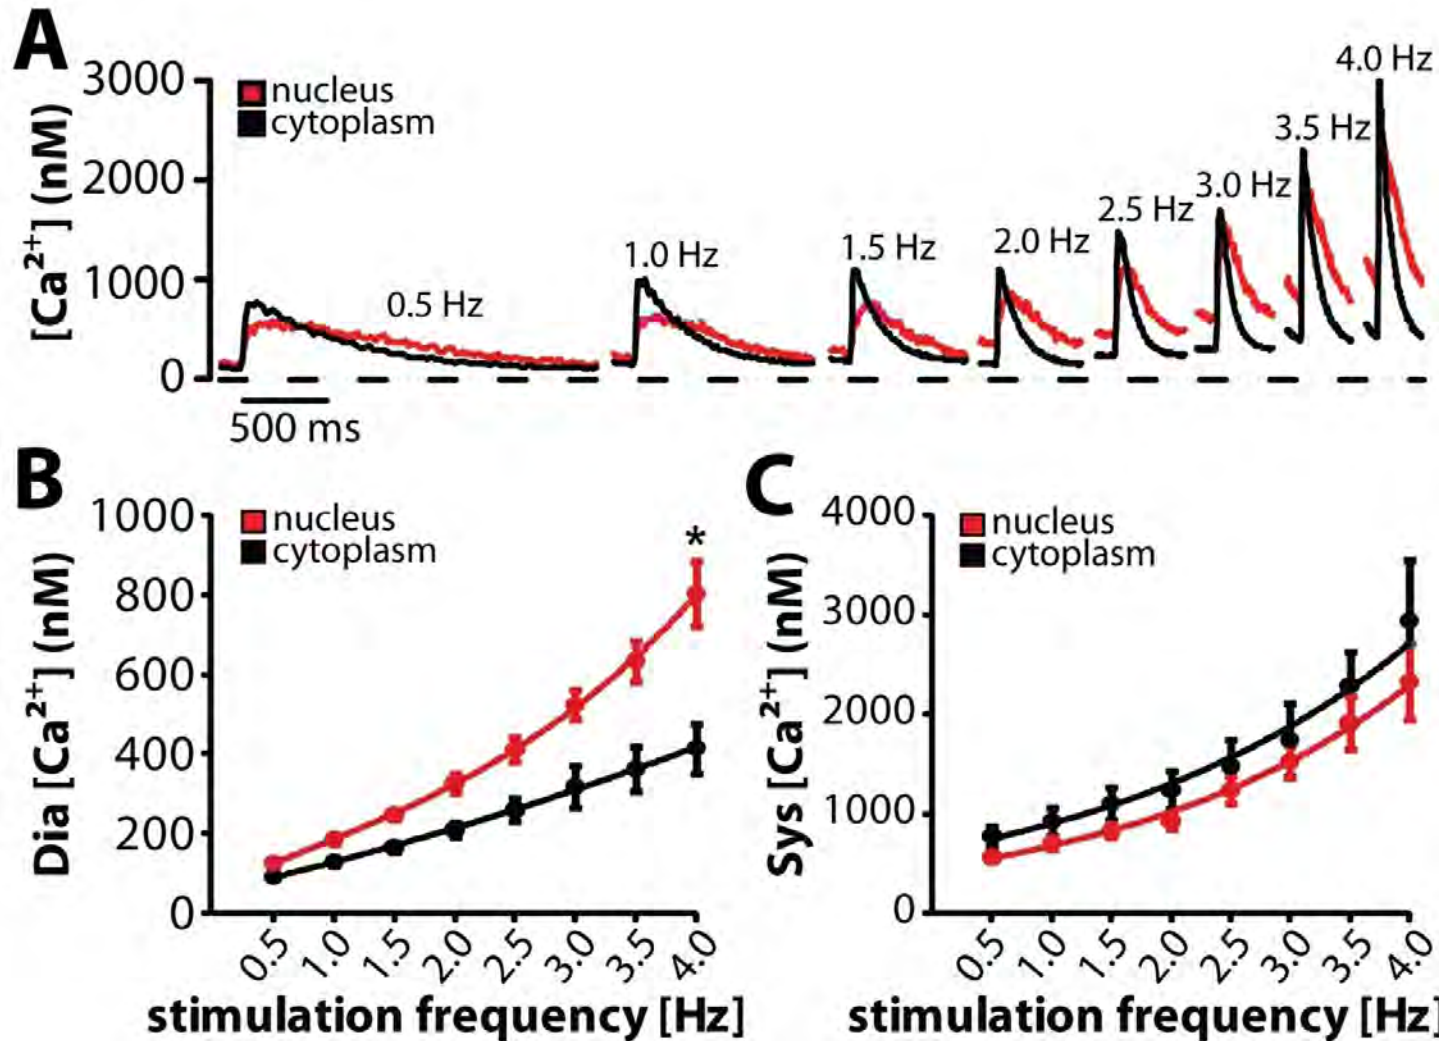 A
[Ca²⁺] (nM)
3000
2000
1000
0
nucleus
cytoplasm
0.5 Hz
1.0 Hz
1.5 Hz
2.0 Hz
2.5 Hz
3.0 Hz
3.5 Hz
4.0 Hz
500 ms
B
Dia [Ca²⁺] (nM)
1000
800
600
400
200
0
nucleus
cytoplasm
*
0.5 1.0 1.5 2.0 2.5 3.0 3.5 4.0
stimulation frequency [Hz]
C
Sys [Ca²⁺] (nM)
4000
3000
2000
1000
0
nucleus
cytoplasm
0.5 1.0 1.5 2.0 2.5 3.0 3.5 4.0
stimulation frequency [Hz]